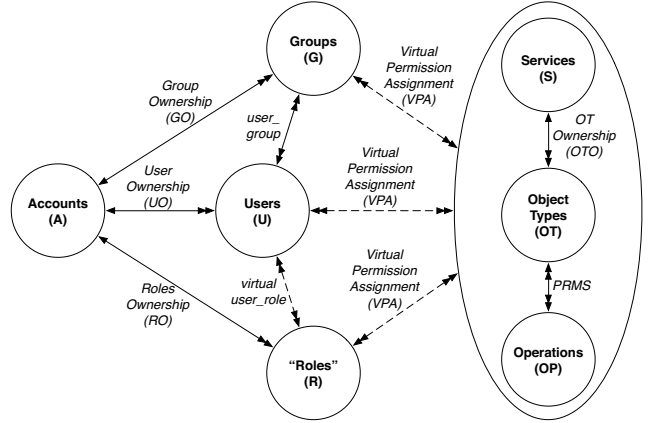 Groups
(G)
Virtual
Permission
Assignment
(VPA)
Services
(S)
Group
Ownership
(GO)
user_
group
OT
Ownership
(OTO)
User
Ownership
(UO)
Virtual
Permission
Assignment
(VPA)
Accounts
(A)
Users
(U)
Object
Types
(OT)
Roles
Ownership
(RO)
virtual
user_role
Virtual
Permission
Assignment
(VPA)
PRMS
“Roles”
(R)
Operations
(OP)